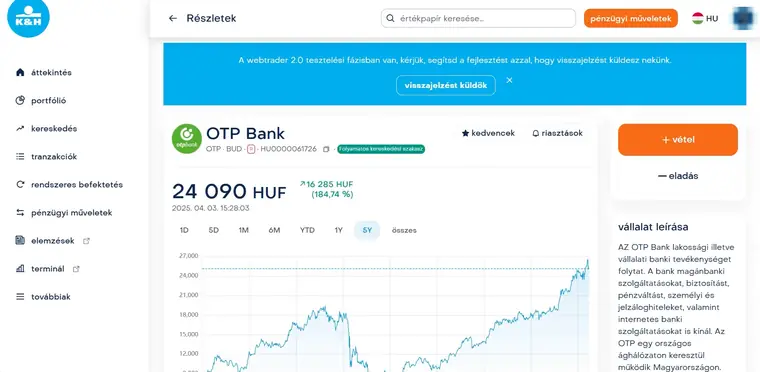 K&H
Részletek
értékpapír keresése...
pénzügyi műveletek
HU
A webtrader 2.0 tesztelési fázisban van, kérjük, segítsd a fejlesztést azzal, hogy visszajelzést küldesz nekünk.
visszajelzést küldök
áttekintés
portfólió
kereskedés
tranzakciók
rendszeres befektetés
pénzügyi műveletek
elemzések
terminál
továbbiak
otpbank
OTP Bank
OTP · BUD · HU0000061726 · Folyamatos kereskedési szakasz
kedvencek
riasztások
24 090 HUF
16 285 HUF
(184,74 %)
2025. 04. 03. 15:28:03
1D 5D 1M 6M YTD 1Y 5Y összes
27,000
24,000
21,000
18,000
15,000
12,000
9,000
+ vétel
— eladás
vállalat leírása
AZ OTP Bank lakossági illetve
vállalati banki tevékenységet
folytat. A bank magánbanki
szolgáltatásokat, biztosítást,
pénzváltást, személyi és
jelzáloghiteleket, valamint
internetes banki
szolgáltatásokat is kínál. Az
OTP egy országos
ághálózaton keresztül
működik Magyarországon.